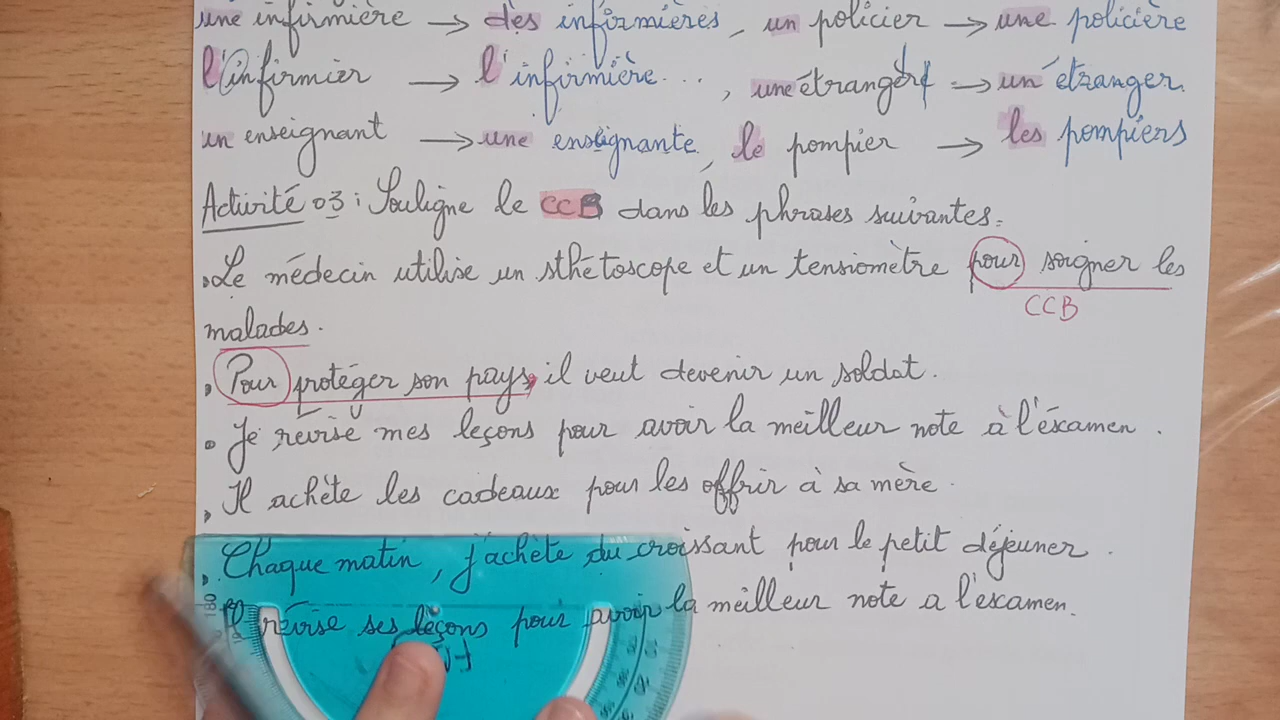 une infirmière → des infirmières, un policier → une policière
l'infirmier → l'infirmière..., une étrangère → un étranger.
un enseignant → une enseignante, le pompier → les pompiers
Activité 03 : Souligne le CCB dans les phrases suivantes.
• Le médecin utilise un sthétoscope et un tensiomètre pour soigner les
CCB
malades.
• Pour protéger son pays, il veut devenir un soldat.
• Je révise mes leçons pour avoir la meilleur note à l'éxamen.
• Il achète les cadeaux pour les offrir à sa mère.
• Chaque matin, j'achète du croissant pour le petit déjeuner.
Il révise ses leçons pour avoir la meilleur note a l'examen.
180